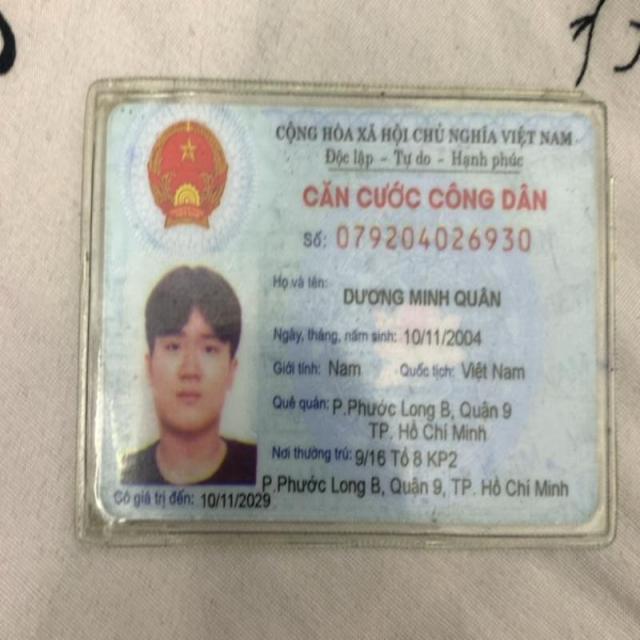 CỘNG HÒA XÃ HỘI CHỦ NGHĨA VIỆT NAM
Độc lập - Tự do - Hạnh phúc
CĂN CƯỚC CÔNG DÂN
Số: 079204026930
Họ và tên:
DƯƠNG MINH QUÂN
Ngày, tháng, năm sinh: 10/11/2004
Giới tính: Nam Quốc tịch: Việt Nam
Quê quán: P.Phước Long B, Quận 9
TP. Hồ Chí Minh
Nơi thường trú: 9/16 Tổ 8 KP2
P.Phước Long B, Quận 9, TP. Hồ Chí Minh
Có giá trị đến: 10/11/2029